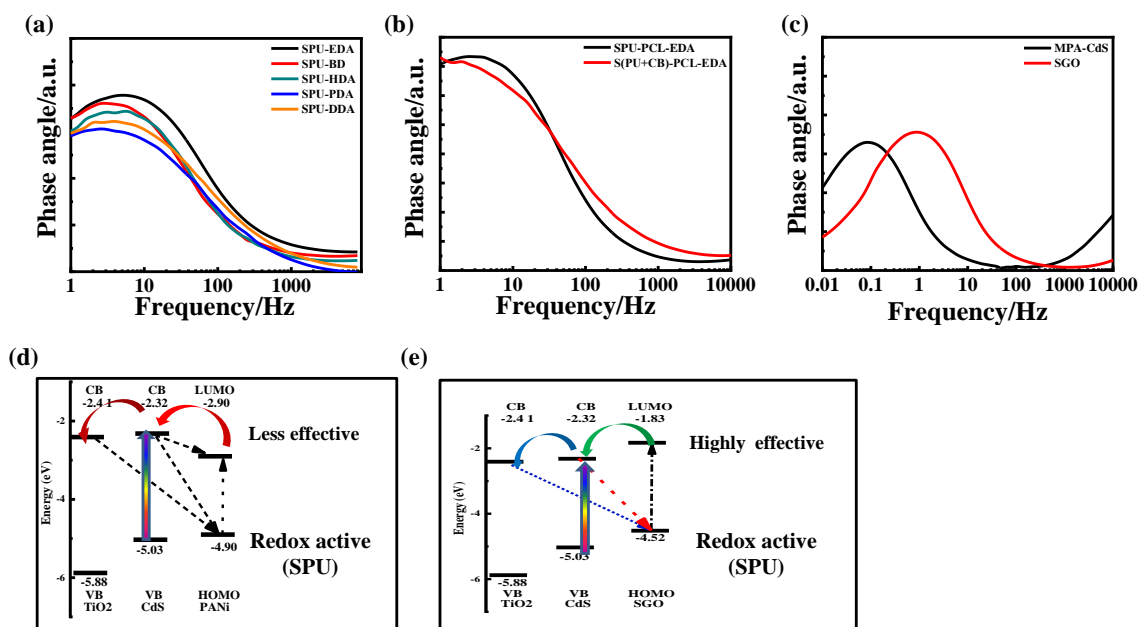 (a)
SPU-EDA
SPU-BD
SPU-HDA
SPU-PDA
SPU-DDA
Phase angle/a.u.
1 10 100 1000
Frequency/Hz
(b)
SPU-PCL-EDA
S(PU+CB)-PCL-EDA
Phase angle/a.u.
1 10 100 1000 10000
Frequency/Hz
(c)
MPA-CdS
SGO
Phase angle/a.u.
0.01 0.1 1 10 100 1000 10000
Frequency/Hz
(d)
CB CB LUMO
-2.4 1 -2.32 -2.90
Less effective
Energy (eV)
-2
-4
-6
-5.03
-4.90
-5.88
Redox active
(SPU)
VB VB HOMO
TiO2 CdS PANi
(e)
CB CB LUMO
-2.4 1 -2.32 -1.83
Highly effective
Energy (eV)
-2
-4
-6
-4.52
-5.03
-5.88
Redox active
(SPU)
VB VB HOMO
TiO2 CdS SGO